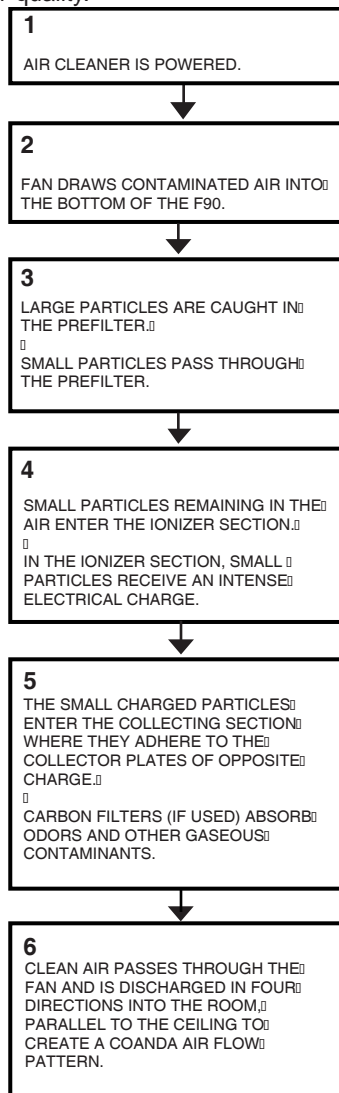 1
AIR CLEANER IS POWERED.
2
FAN DRAWS CONTAMINATED AIR INTO
THE BOTTOM OF THE F90.
3
LARGE PARTICLES ARE CAUGHT IN
THE PREFILTER.
SMALL PARTICLES PASS THROUGH
THE PREFILTER.
4
SMALL PARTICLES REMAINING IN THE
AIR ENTER THE IONIZER SECTION.
IN THE IONIZER SECTION, SMALL
PARTICLES RECEIVE AN INTENSE
ELECTRICAL CHARGE.
5
THE SMALL CHARGED PARTICLES
ENTER THE COLLECTING SECTION
WHERE THEY ADHERE TO THE
COLLECTOR PLATES OF OPPOSITE
CHARGE.
CARBON FILTERS (IF USED) ABSORB
ODORS AND OTHER GASEOUS
CONTAMINANTS.
6
CLEAN AIR PASSES THROUGH THE
FAN AND IS DISCHARGED IN FOUR
DIRECTIONS INTO THE ROOM,
PARALLEL TO THE CEILING TO
CREATE A COANDA AIR FLOW
PATTERN.